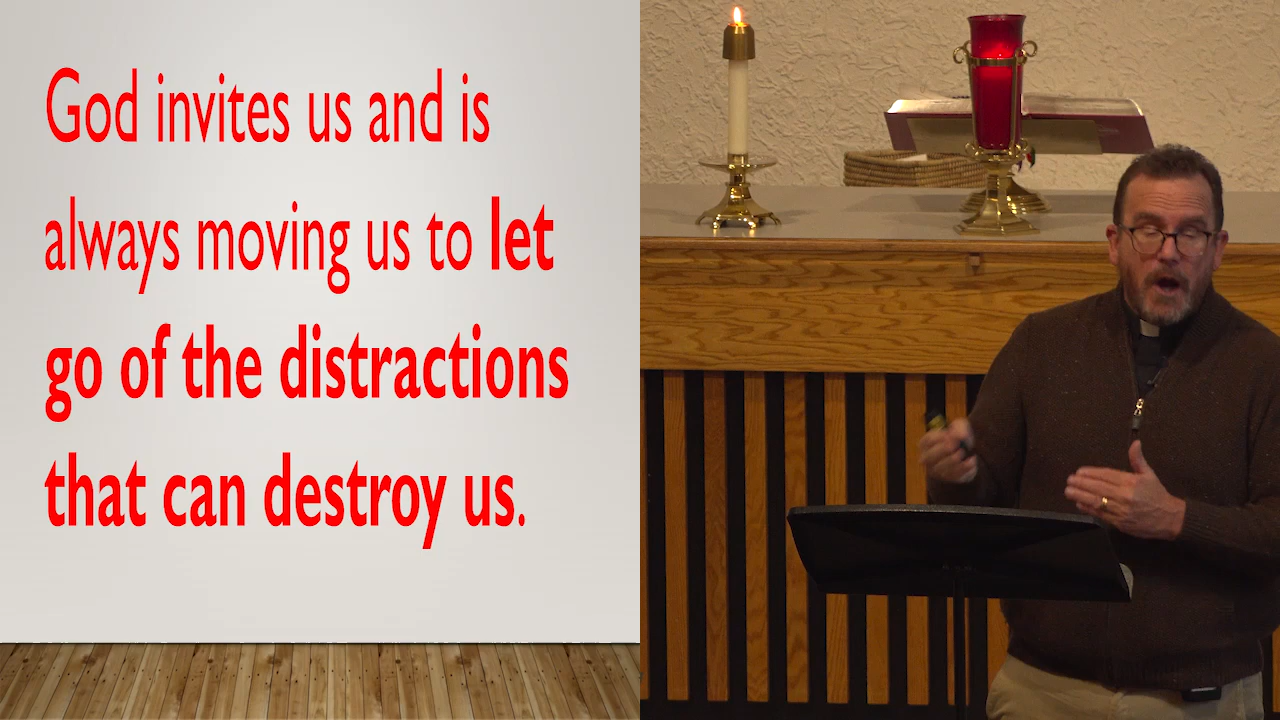 God invites us and is
always moving us to let
go of the distractions
that can destroy us.